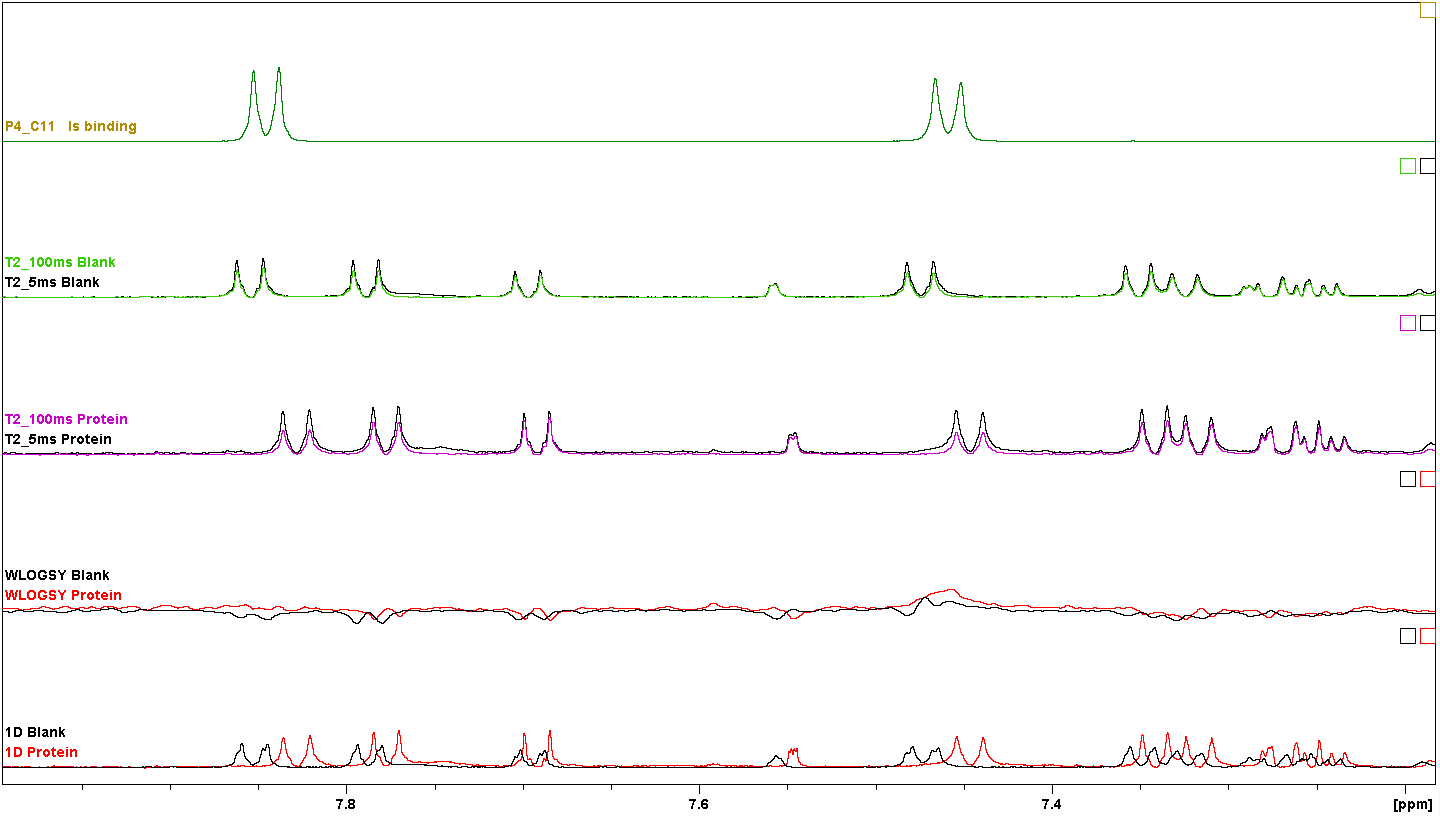 P4_C11 Is binding
T2_100ms Blank
T2_5ms Blank
T2_100ms Protein
T2_5ms Protein
WLOGSY Blank
WLOGSY Protein
1D Blank
1D Protein
7.8 7.6 7.4 [ppm]